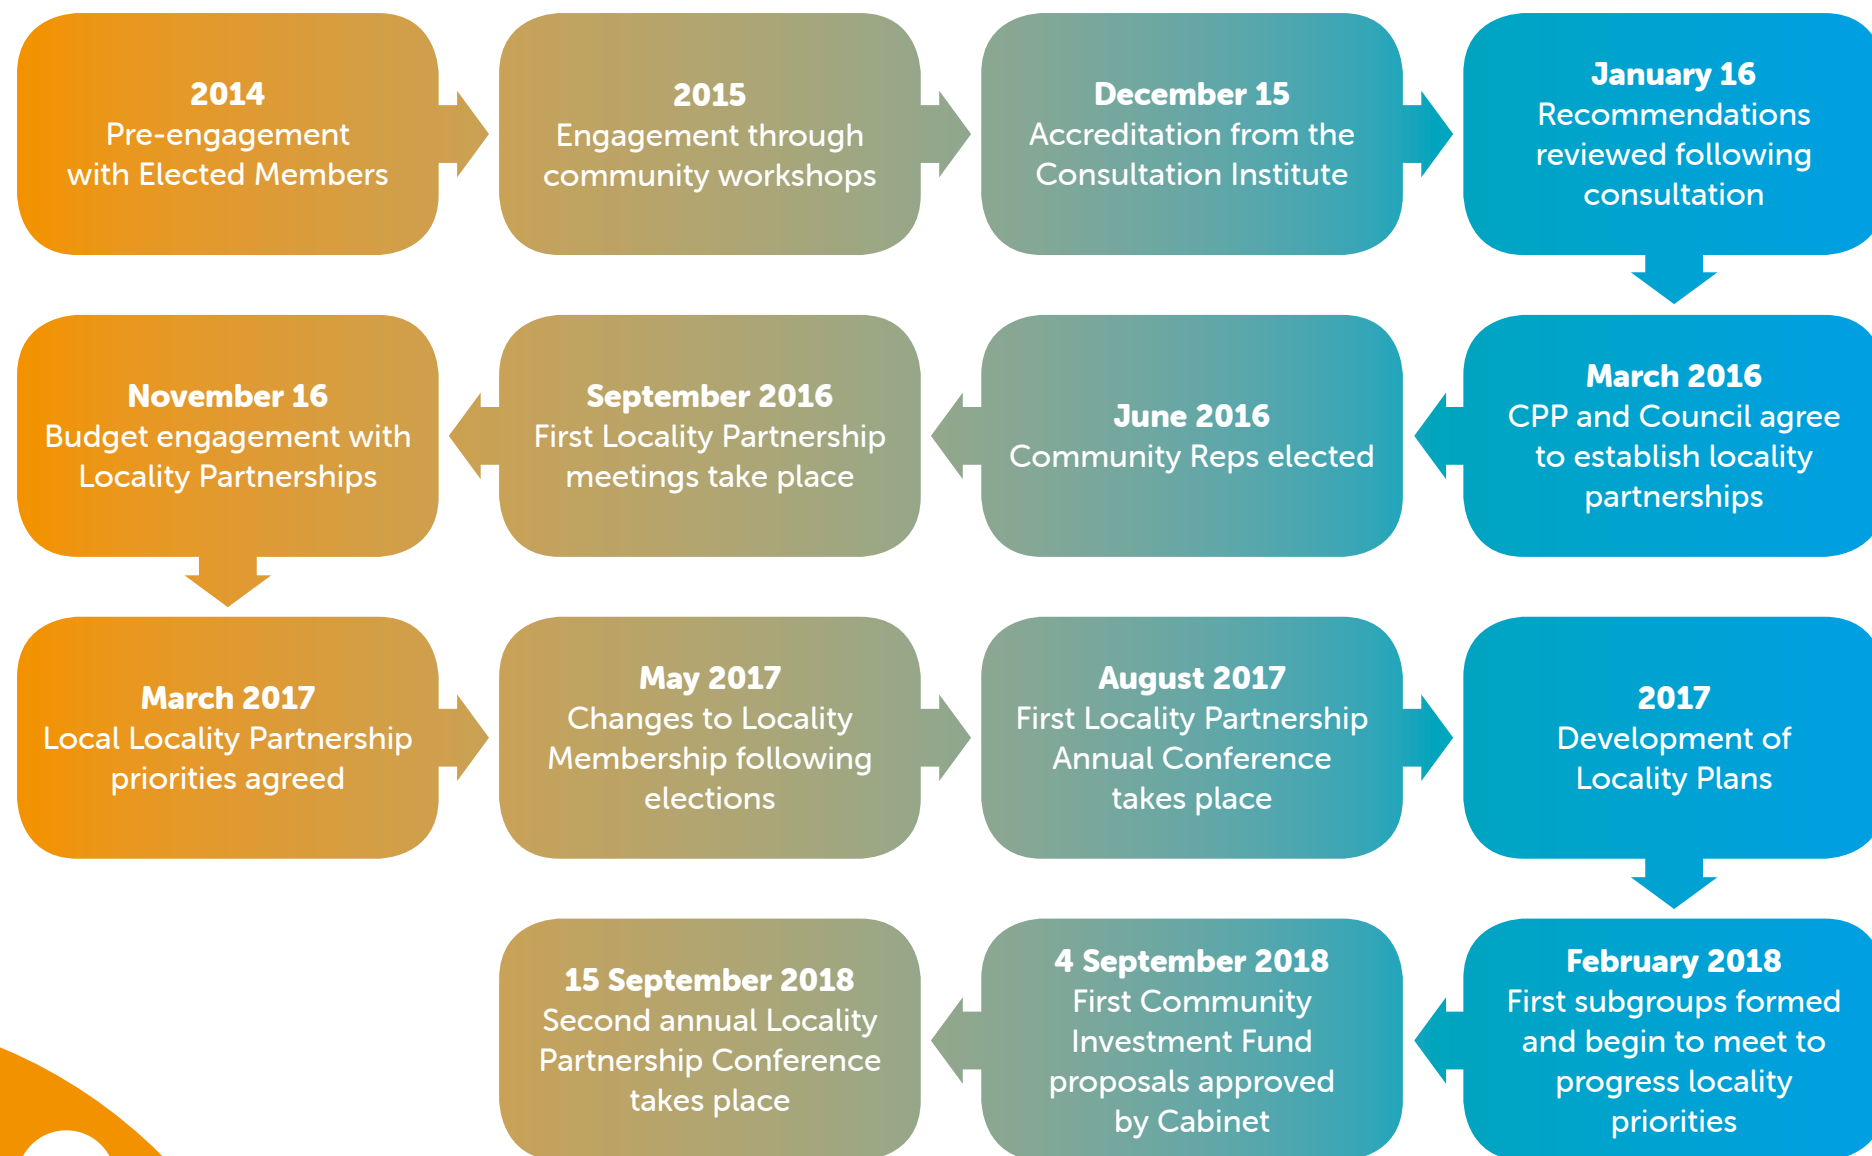 2014
Pre-engagement
with Elected Members
2015
Engagement through
community workshops
December 15
Accreditation from the
Consultation Institute
January 16
Recommendations
reviewed following
consultation
March 2016
CPP and Council agree
to establish locality
partnerships
June 2016
Community Reps elected
September 2016
First Locality Partnership
meetings take place
November 16
Budget engagement with
Locality Partnerships
March 2017
Local Locality Partnership
priorities agreed
May 2017
Changes to Locality
Membership following
elections
August 2017
First Locality Partnership
Annual Conference
takes place
2017
Development of
Locality Plans
February 2018
First subgroups formed
and begin to meet to
progress locality
priorities
4 September 2018
First Community
Investment Fund
proposals approved
by Cabinet
15 September 2018
Second annual Locality
Partnership Conference
takes place